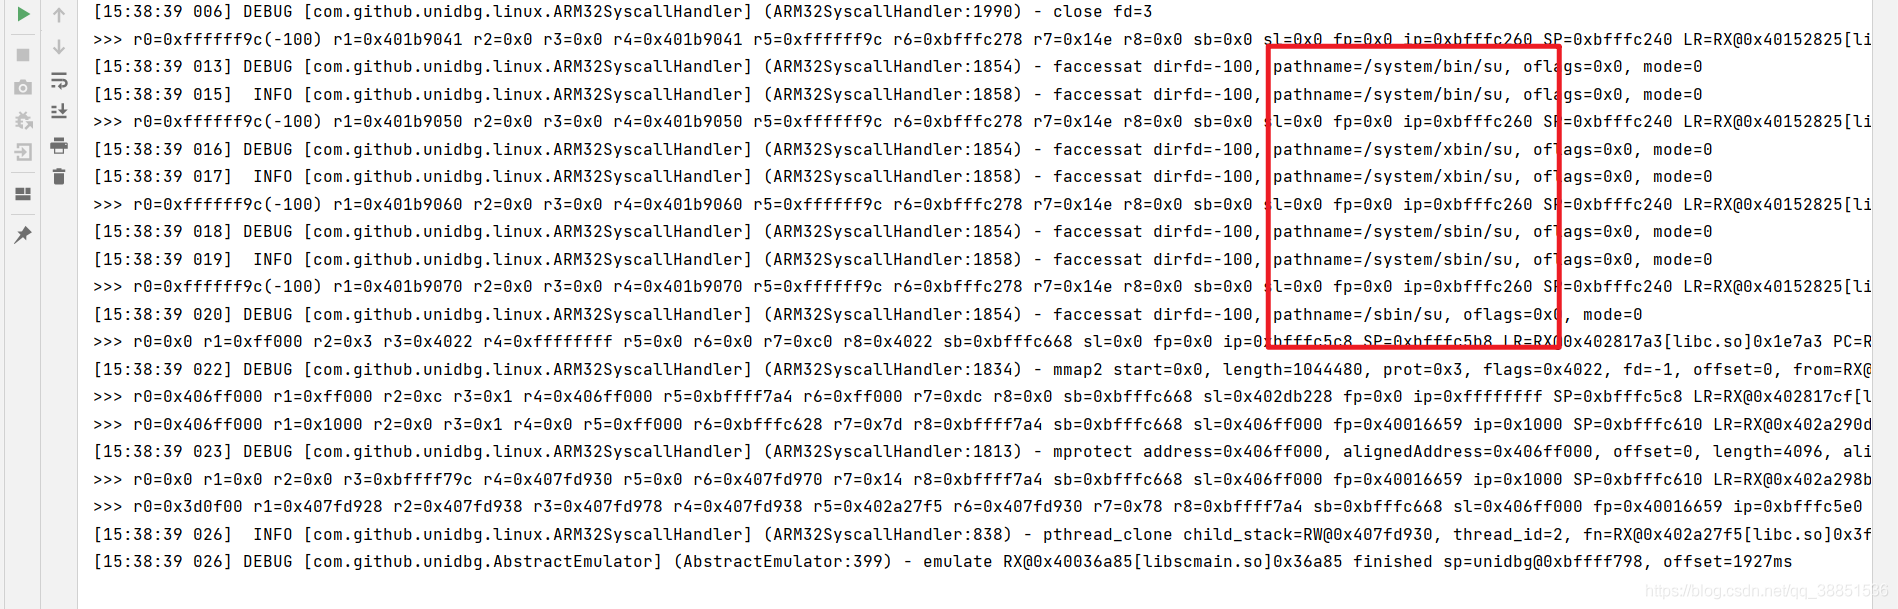 [15:38:39 006] DEBUG [com.github.unidbg.linux.ARM32SyscallHandler] (ARM32SyscallHandler:1990) - close fd=3
>>> r0=0xffffff9c(-100) r1=0x401b9041 r2=0x0 r3=0x0 r4=0x401b9041 r5=0xffffff9c r6=0xbfffc278 r7=0x14e r8=0x0 sb=0x0 sl=0x0 fp=0x0 ip=0xbfffc260 SP=0xbfffc240 LR=RX@0x40152825[li
[15:38:39 013] DEBUG [com.github.unidbg.linux.ARM32SyscallHandler] (ARM32SyscallHandler:1854) - faccessat dirfd=-100, pathname=/system/bin/su, oflags=0x0, mode=0
[15:38:39 015]  INFO [com.github.unidbg.linux.ARM32SyscallHandler] (ARM32SyscallHandler:1858) - faccessat dirfd=-100, pathname=/system/bin/su, oflags=0x0, mode=0
>>> r0=0xffffff9c(-100) r1=0x401b9050 r2=0x0 r3=0x0 r4=0x401b9050 r5=0xffffff9c r6=0xbfffc278 r7=0x14e r8=0x0 sb=0x0 sl=0x0 fp=0x0 ip=0xbfffc260 SP=0xbfffc240 LR=RX@0x40152825[li
[15:38:39 016] DEBUG [com.github.unidbg.linux.ARM32SyscallHandler] (ARM32SyscallHandler:1854) - faccessat dirfd=-100, pathname=/system/xbin/su, oflags=0x0, mode=0
[15:38:39 017]  INFO [com.github.unidbg.linux.ARM32SyscallHandler] (ARM32SyscallHandler:1858) - faccessat dirfd=-100, pathname=/system/xbin/su, oflags=0x0, mode=0
>>> r0=0xffffff9c(-100) r1=0x401b9060 r2=0x0 r3=0x0 r4=0x401b9060 r5=0xffffff9c r6=0xbfffc278 r7=0x14e r8=0x0 sb=0x0 sl=0x0 fp=0x0 ip=0xbfffc260 SP=0xbfffc240 LR=RX@0x40152825[li
[15:38:39 018] DEBUG [com.github.unidbg.linux.ARM32SyscallHandler] (ARM32SyscallHandler:1854) - faccessat dirfd=-100, pathname=/system/sbin/su, oflags=0x0, mode=0
[15:38:39 019]  INFO [com.github.unidbg.linux.ARM32SyscallHandler] (ARM32SyscallHandler:1858) - faccessat dirfd=-100, pathname=/system/sbin/su, oflags=0x0, mode=0
>>> r0=0xffffff9c(-100) r1=0x401b9070 r2=0x0 r3=0x0 r4=0x401b9070 r5=0xffffff9c r6=0xbfffc278 r7=0x14e r8=0x0 sb=0x0 sl=0x0 fp=0x0 ip=0xbfffc260 SP=0xbfffc240 LR=RX@0x40152825[li
[15:38:39 020] DEBUG [com.github.unidbg.linux.ARM32SyscallHandler] (ARM32SyscallHandler:1854) - faccessat dirfd=-100, pathname=/sbin/su, oflags=0x0, mode=0
>>> r0=0x0 r1=0xff000 r2=0x3 r3=0x4022 r4=0xffffffff r5=0x0 r6=0x0 r7=0xc0 r8=0x4022 sb=0xbfffc668 sl=0x0 fp=0x0 ip=0xbfffc5c8 SP=0xbfffc5b8 LR=RX@0x402817a3[libc.so]0x1e7a3 PC=R
[15:38:39 022] DEBUG [com.github.unidbg.linux.ARM32SyscallHandler] (ARM32SyscallHandler:1834) - mmap2 start=0x0, length=1044480, prot=0x3, flags=0x4022, fd=-1, offset=0, from=RX@
>>> r0=0x406ff000 r1=0xff000 r2=0xc r3=0x1 r4=0x406ff000 r5=0xbffff7a4 r6=0xff000 r7=0xdc r8=0x0 sb=0xbfffc668 sl=0x402db228 fp=0x0 ip=0xffffffff SP=0xbfffc5c8 LR=RX@0x402817cf[l
>>> r0=0x406ff000 r1=0x1000 r2=0x0 r3=0x1 r4=0x0 r5=0xff000 r6=0xbfffc628 r7=0x7d r8=0xbffff7a4 sb=0xbfffc668 sl=0x406ff000 fp=0x40016659 ip=0x1000 SP=0xbfffc610 LR=RX@0x402a290d
[15:38:39 023] DEBUG [com.github.unidbg.linux.ARM32SyscallHandler] (ARM32SyscallHandler:1813) - mprotect address=0x406ff000, alignedAddress=0x406ff000, offset=0, length=4096, ali
>>> r0=0x0 r1=0x0 r2=0x0 r3=0xbffff79c r4=0x407fd930 r5=0x0 r6=0x407fd970 r7=0x14 r8=0xbffff7a4 sb=0xbfffc668 sl=0x406ff000 fp=0x40016659 ip=0x1000 SP=0xbfffc610 LR=RX@0x402a298b
>>> r0=0x3d0f00 r1=0x407fd928 r2=0x407fd938 r3=0x407fd978 r4=0x407fd938 r5=0x402a27f5 r6=0x407fd930 r7=0x78 r8=0xbffff7a4 sb=0xbfffc668 sl=0x406ff000 fp=0x40016659 ip=0xbfffc5e0
[15:38:39 026]  INFO [com.github.unidbg.linux.ARM32SyscallHandler] (ARM32SyscallHandler:838) - pthread_clone child_stack=RW@0x407fd930, thread_id=2, fn=RX@0x402a27f5[libc.so]0x3f
[15:38:39 026] DEBUG [com.github.unidbg.AbstractEmulator] (AbstractEmulator:399) - emulate RX@0x40036a85[libscmain.so]0x36a85 finished sp=unidbg@0xbffff798, offset=1927ms
https://blog.csdn.net/qq_38851536